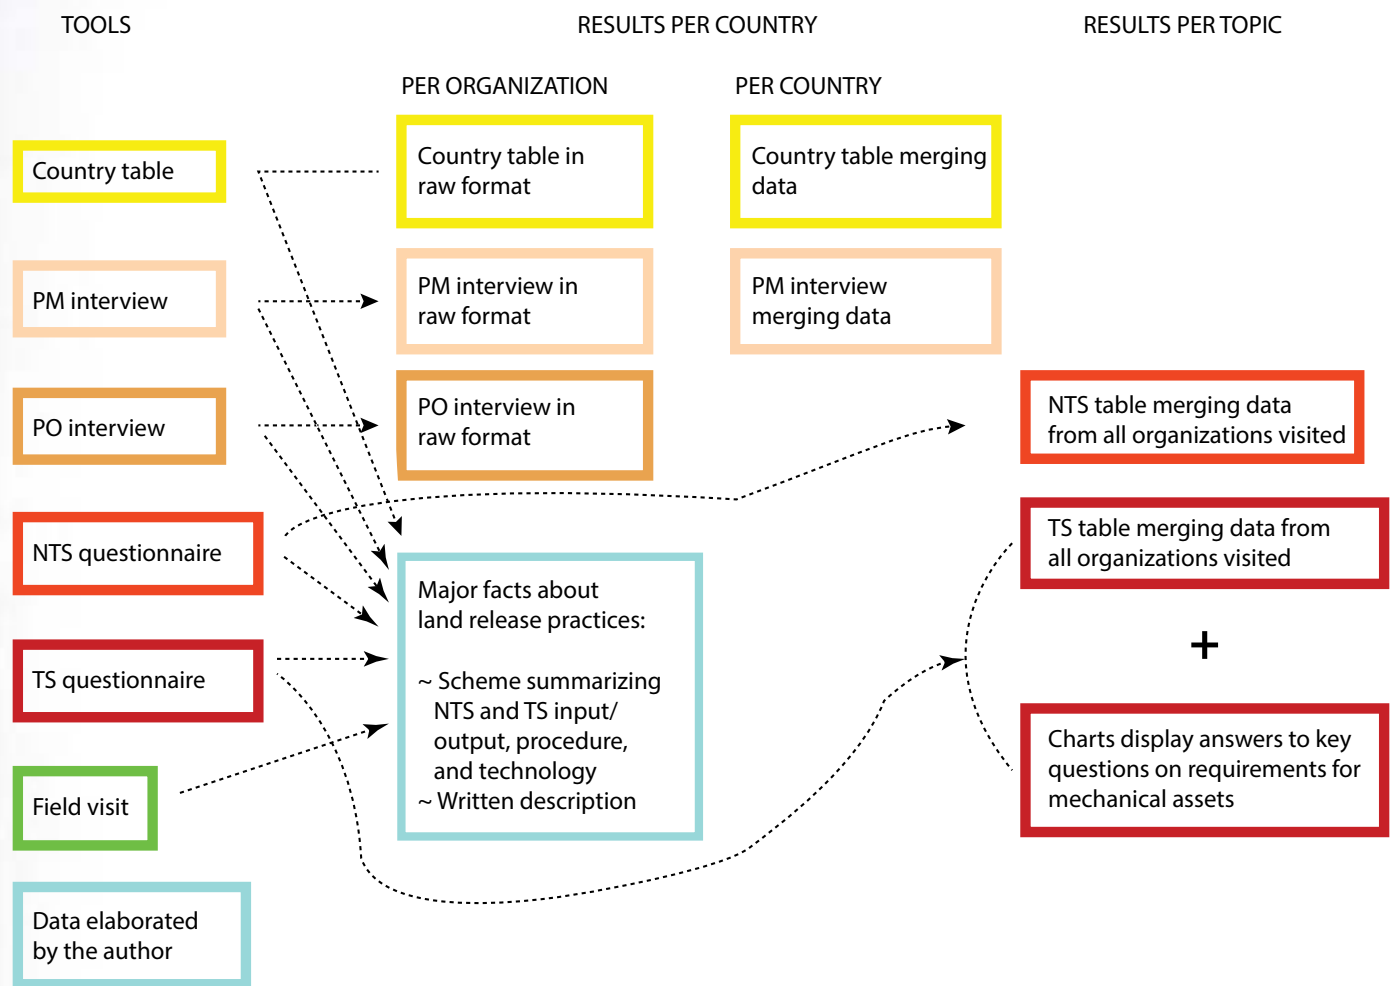 TOOLS
RESULTS PER COUNTRY
RESULTS PER TOPIC
PER ORGANIZATION
PER COUNTRY
Country table
Country table in
raw format
Country table merging
data
PM interview
PM interview in
raw format
PM interview
merging data
PO interview
PO interview in
raw format
NTS table merging data
from all organizations visited
NTS questionnaire
TS table merging data from
all organizations visited
Major facts about
land release practices:
~ Scheme summarizing
NTS and TS input/
output, procedure,
and technology
~ Written description
TS questionnaire
+
Charts display answers to key
questions on requirements for
mechanical assets
Field visit
Data elaborated
by the author